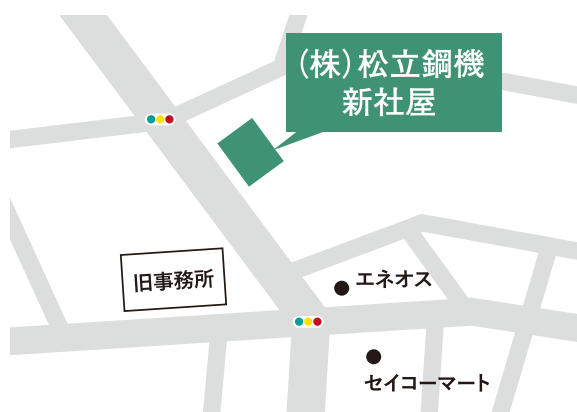 (株)松立鋼機
新社屋
旧事務所
エネオス
セイコーマート